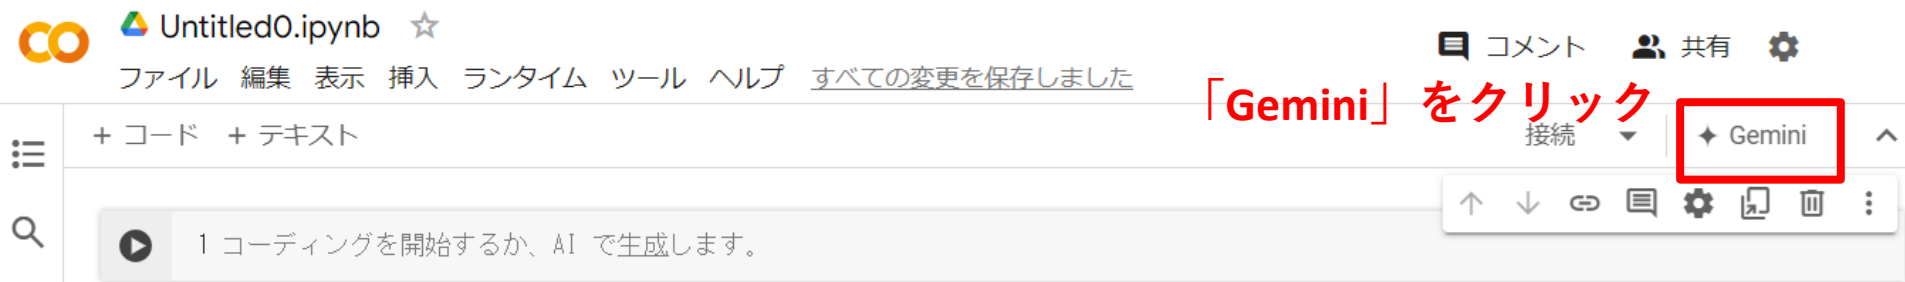 Untitled0.ipynb
コメント 共有
ファイル 編集 表示 挿入 ランタイム ツール ヘルプ すべての変更を保存しました
「Gemini」をクリック
+ コード + テキスト
接続 Gemini
1 コーディングを開始するか、AI で生成します。